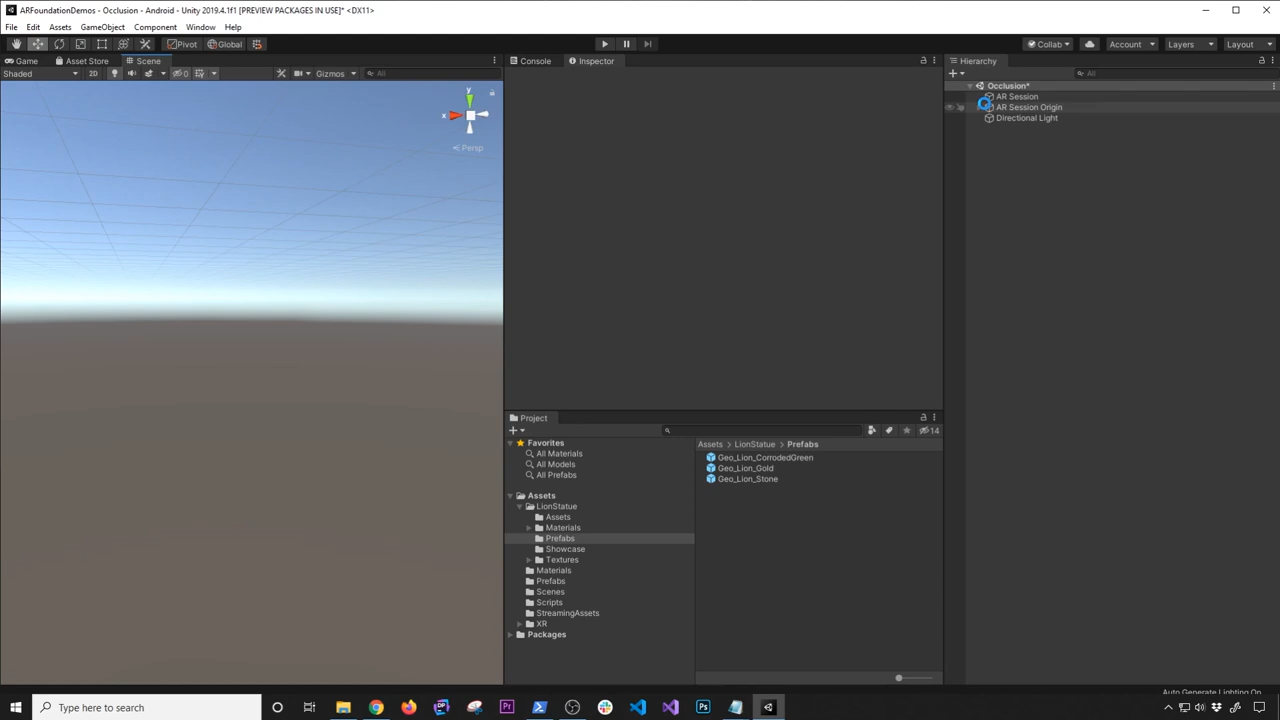 ARFoundationDemos - Occlusion - Android - Unity 2019.4.1f1 [PREVIEW PACKAGES IN USE]* <DX11>
File Edit Assets GameObject Component Window Help
Pivot Global Collab Account Layers Layout
Game Asset Store Scene
Shaded 2D 0 Gizmos All
y
x
Persp
Console Inspector
Hierarchy
All
Occlusion*
AR Session
AR Session Origin
Directional Light
Project
14
Favorites
All Materials
All Models
All Prefabs
Assets
LionStatue
Assets
Materials
Prefabs
Showcase
Textures
Materials
Prefabs
Scenes
Scripts
StreamingAssets
XR
Packages
Assets > LionStatue > Prefabs
Geo_Lion_CorrodedGreen
Geo_Lion_Gold
Geo_Lion_Stone
Auto Generate Lighting On
Type here to search
DP
Pr
Ps